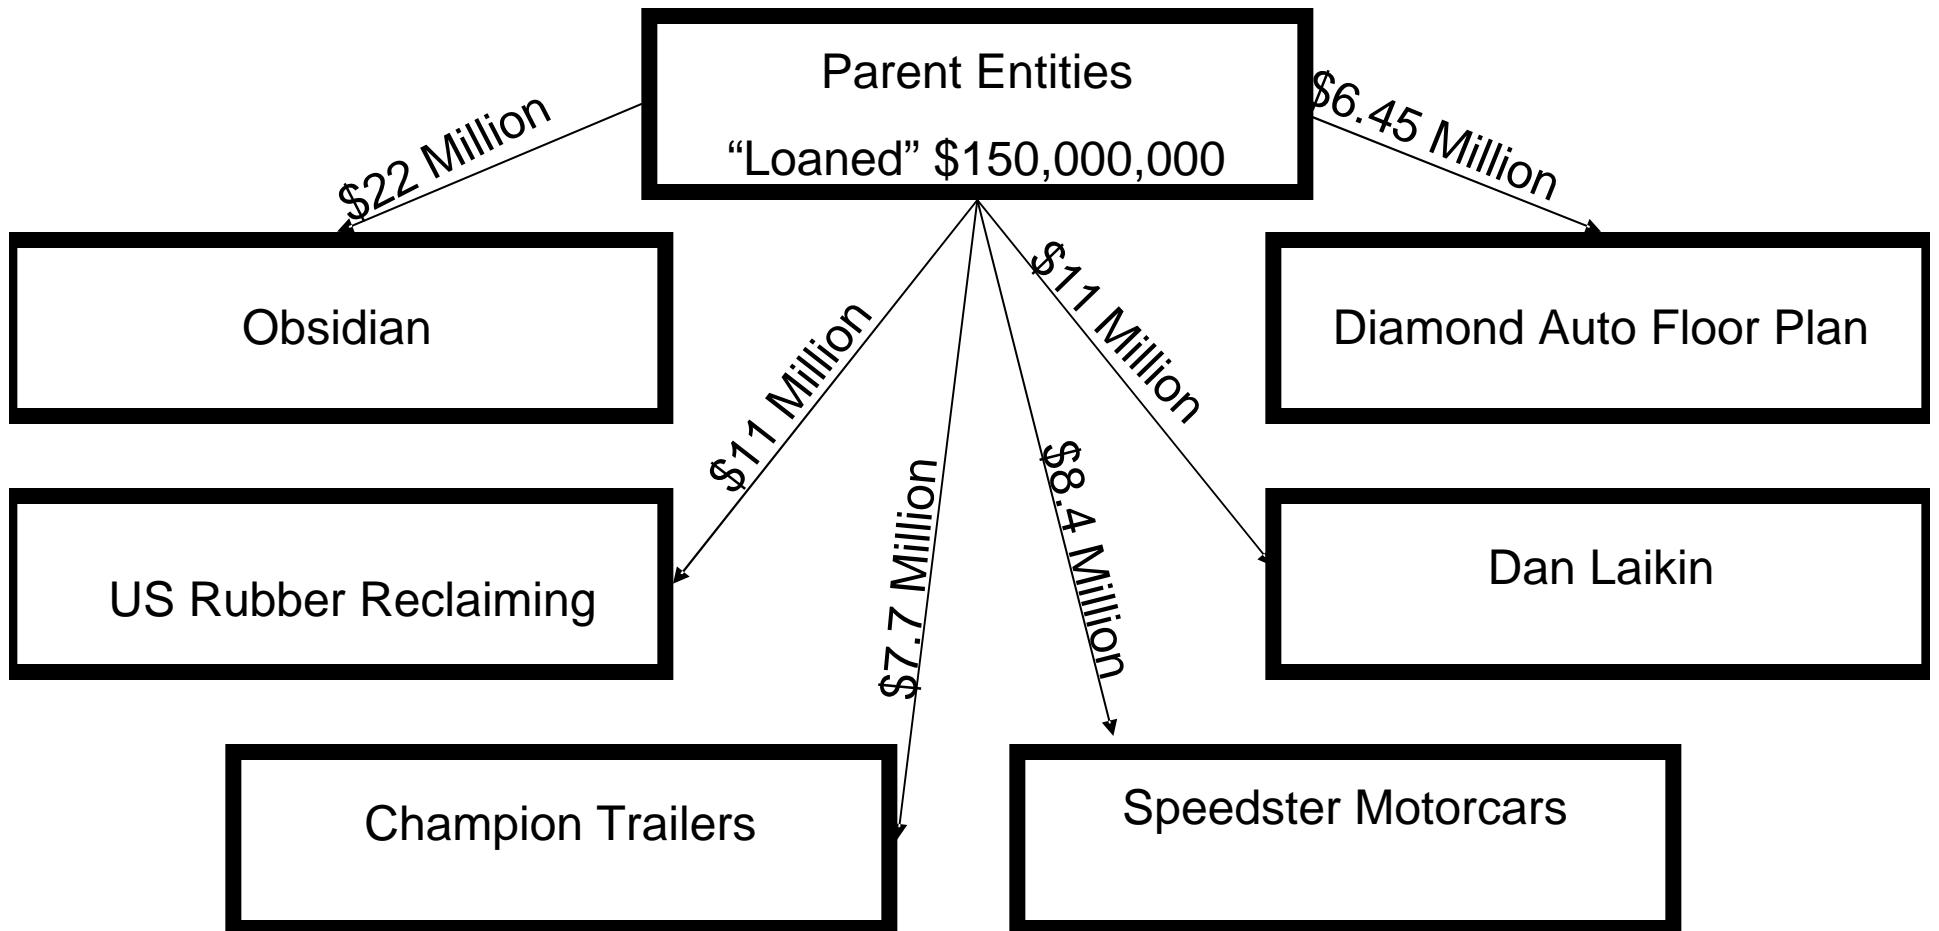 Parent Entities
“Loaned” $150,000,000
$22 Million
$6.45 Million
Obsidian
$11 Million
$11 Million
Diamond Auto Floor Plan
US Rubber Reclaiming
$7.7 Million
$8.4 Million
Dan Laikin
Champion Trailers
Speedster Motorcars